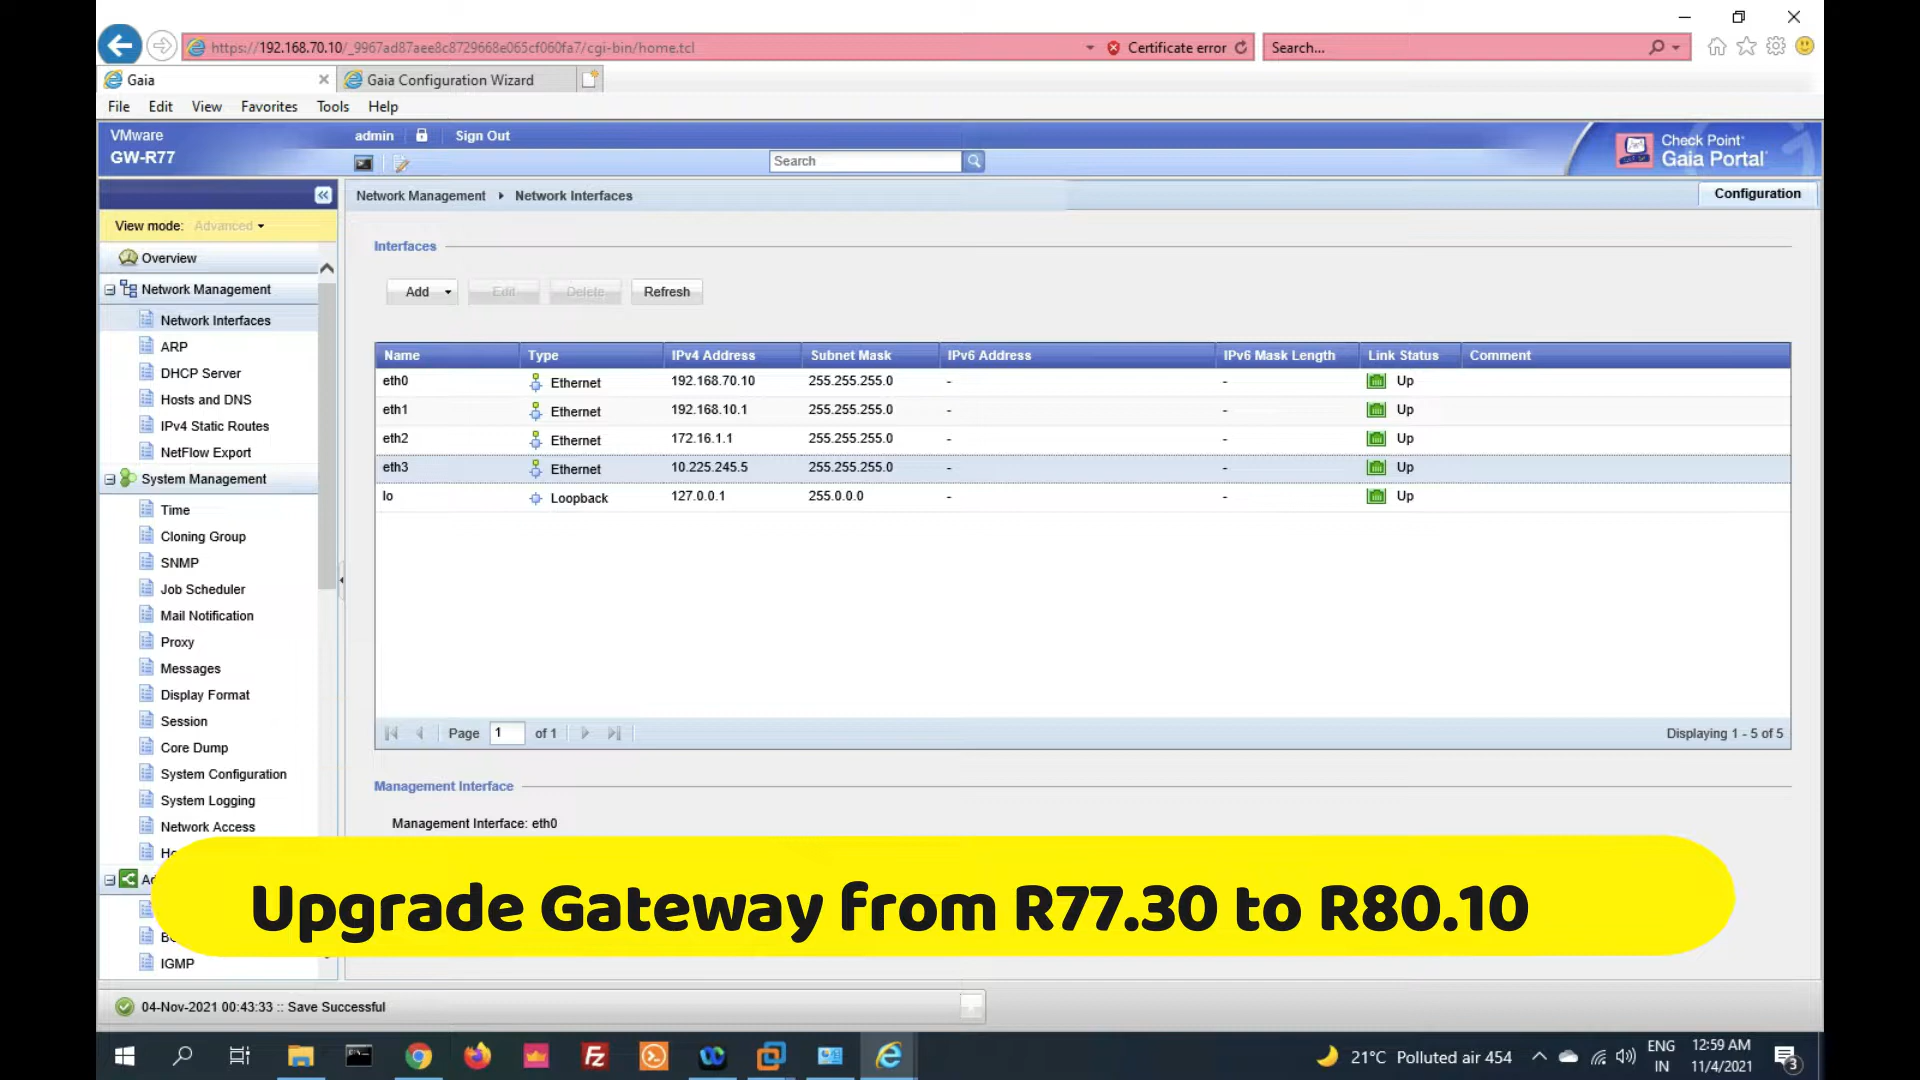 https://192.168.70.10/_9967ad87aee8c8729668e065cf060fa7/cgi-bin/home.tcl
Certificate error
Search...
Gaia
Gaia Configuration Wizard
File Edit View Favorites Tools Help
VMware
GW-R77
admin
Sign Out
Search
Check Point
Gaia Portal
Network Management
Network Interfaces
Configuration
View mode: Advanced
Overview
Network Management
Network Interfaces
ARP
DHCP Server
Hosts and DNS
IPv4 Static Routes
NetFlow Export
System Management
Time
Cloning Group
SNMP
Job Scheduler
Mail Notification
Proxy
Messages
Display Format
Session
Core Dump
System Configuration
System Logging
Network Access
IGMP
Interfaces
Add Edit Delete Refresh
Name Type IPv4 Address Subnet Mask IPv6 Address IPv6 Mask Length Link Status Comment
eth0 Ethernet 192.168.70.10 255.255.255.0 - - Up
eth1 Ethernet 192.168.10.1 255.255.255.0 - - Up
eth2 Ethernet 172.16.1.1 255.255.255.0 - - Up
eth3 Ethernet 10.225.245.5 255.255.255.0 - - Up
lo Loopback 127.0.0.1 255.0.0.0 - - Up
Page 1 of 1
Displaying 1 - 5 of 5
Management Interface
Management Interface: eth0
Upgrade Gateway from R77.30 to R80.10
04-Nov-2021 00:43:33 :: Save Successful
21°C Polluted air 454
ENG
IN
12:59 AM
11/4/2021
3